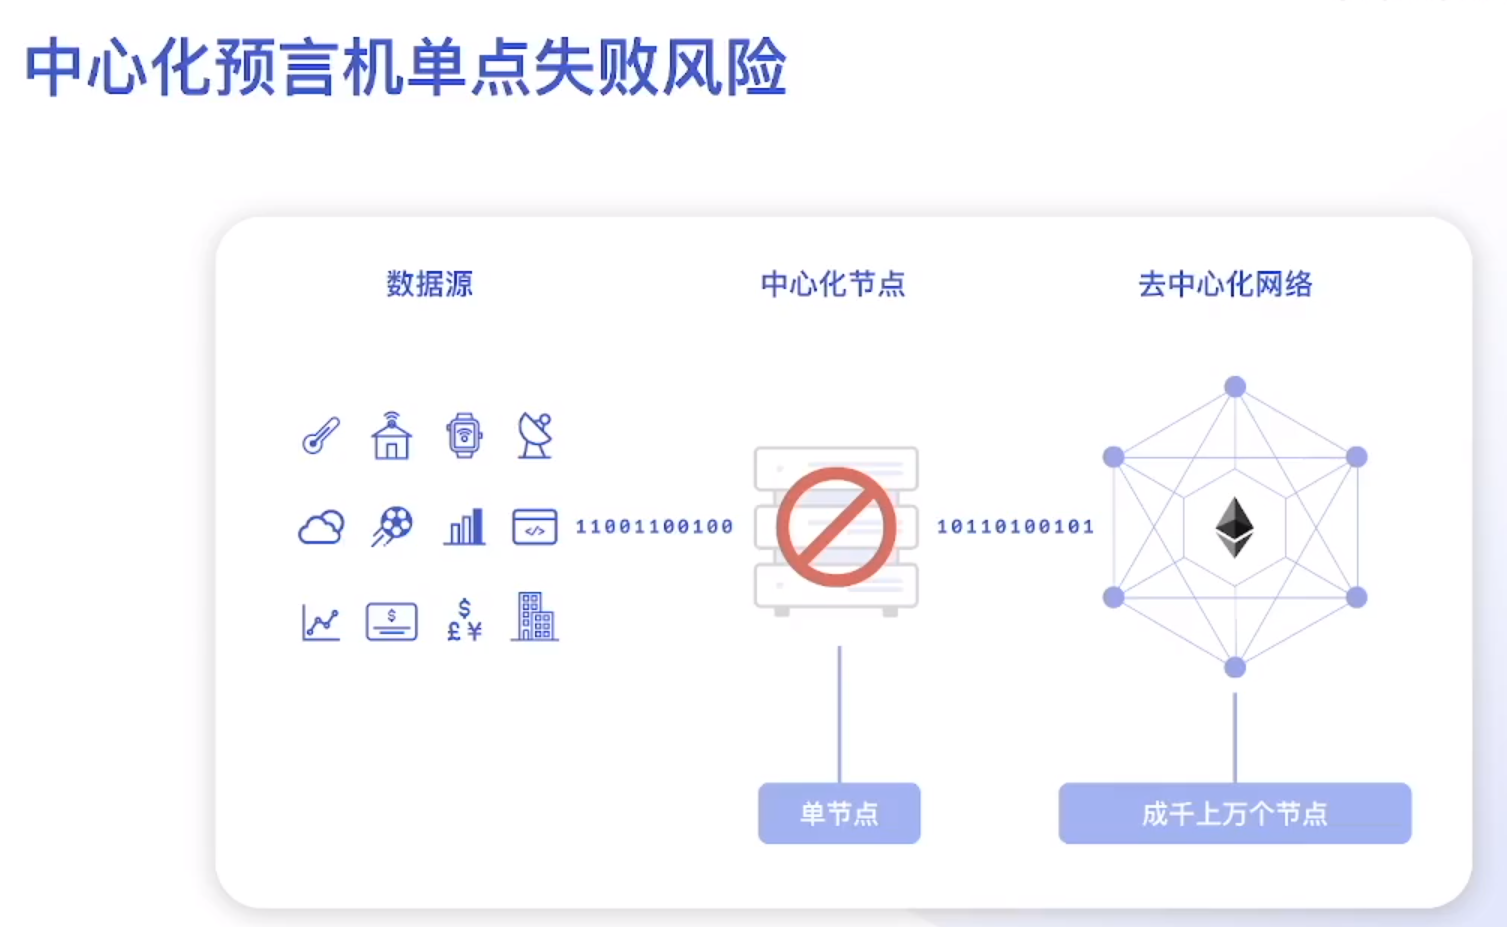 中心化预言机单点失败风险
数据源
中心化节点
去中心化网络
11001100100
10110100101
</>
$
$
£ ¥
单节点
成千上万个节点